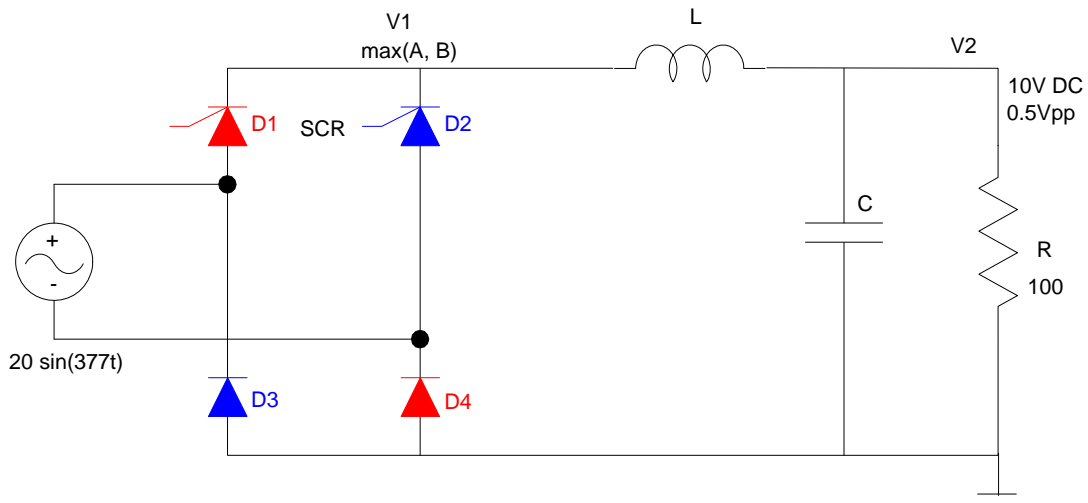 V1
max(A, B)
L
V2
10V DC
0.5Vpp
D1
SCR
D2
C
R
100
+
-
20 sin(377t)
D3
D4